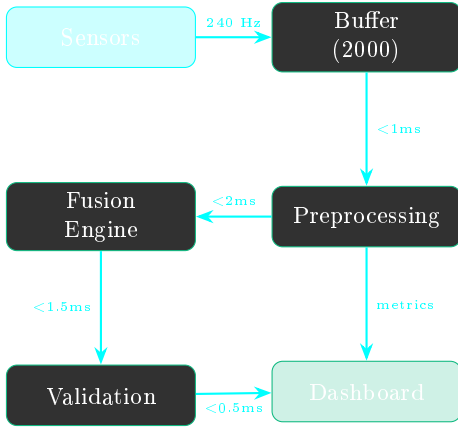 Sensors
240 Hz
Buffer
(2000)
<1ms
Fusion
Engine
<2ms
Preprocessing
<1.5ms
metrics
Validation
<0.5ms
Dashboard